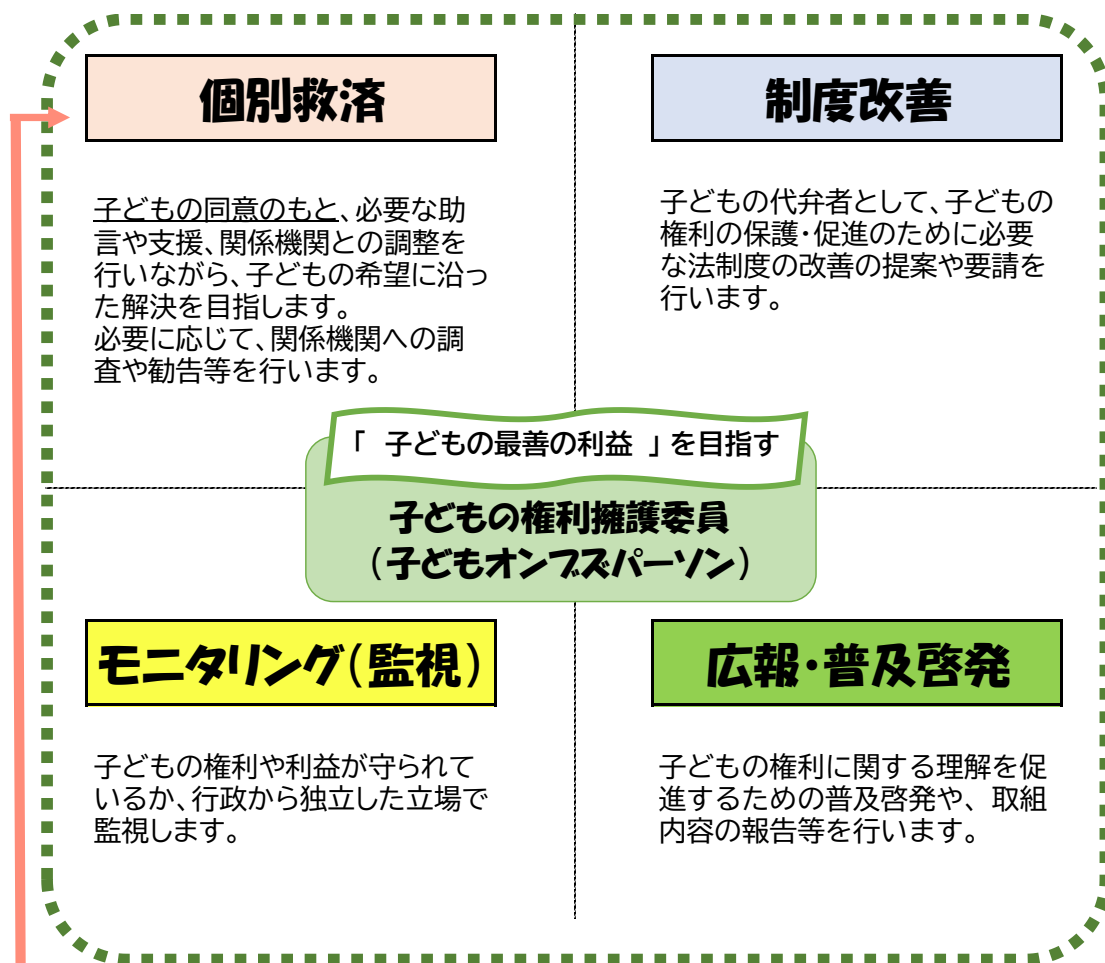 個別救済
子どもの同意のもと、必要な助
言や支援、関係機関との調整を
行いながら、子どもの希望に沿っ
た解決を目指します。
必要に応じて、関係機関への調
査や勧告等を行います。
制度改善
子どもの代弁者として、子どもの
権利の保護・促進のために必要
な法制度の改善の提案や要請を
行います。
「 子どもの最善の利益 」を目指す
子どもの権利擁護委員
(子どもオンブズパーソン)
モニタリング(監視)
子どもの権利や利益が守られて
いるか、行政から独立した立場で
監視します。
広報・普及啓発
子どもの権利に関する理解を促
進するための普及啓発や、取組
内容の報告等を行います。